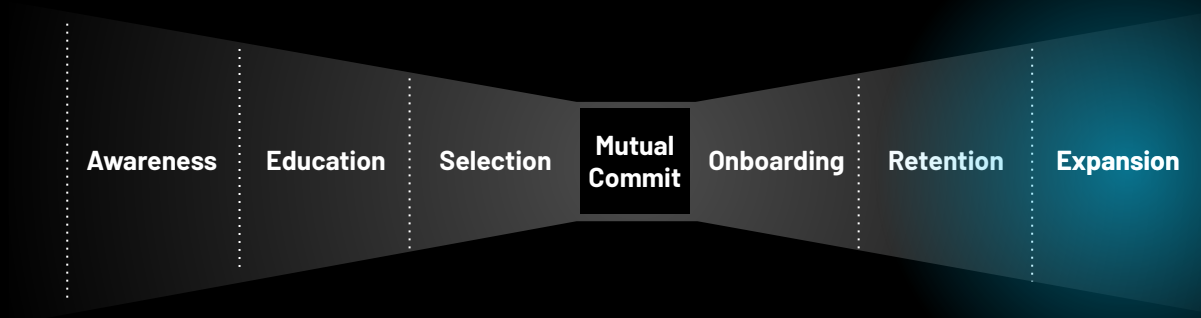 Awareness
Education
Selection
Mutual
Commit
Onboarding
Retention
Expansion